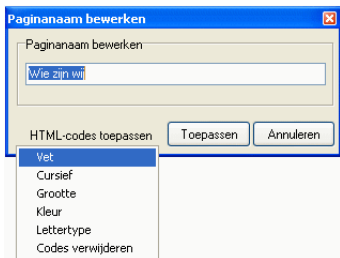 Paginanaam bewerken
Paginanaam bewerken
Wie zijn wij
HTML-codes toepassen Toepassen Annuleren
Vet
Cursief
Grootte
Kleur
Lettertype
Codes verwijderen